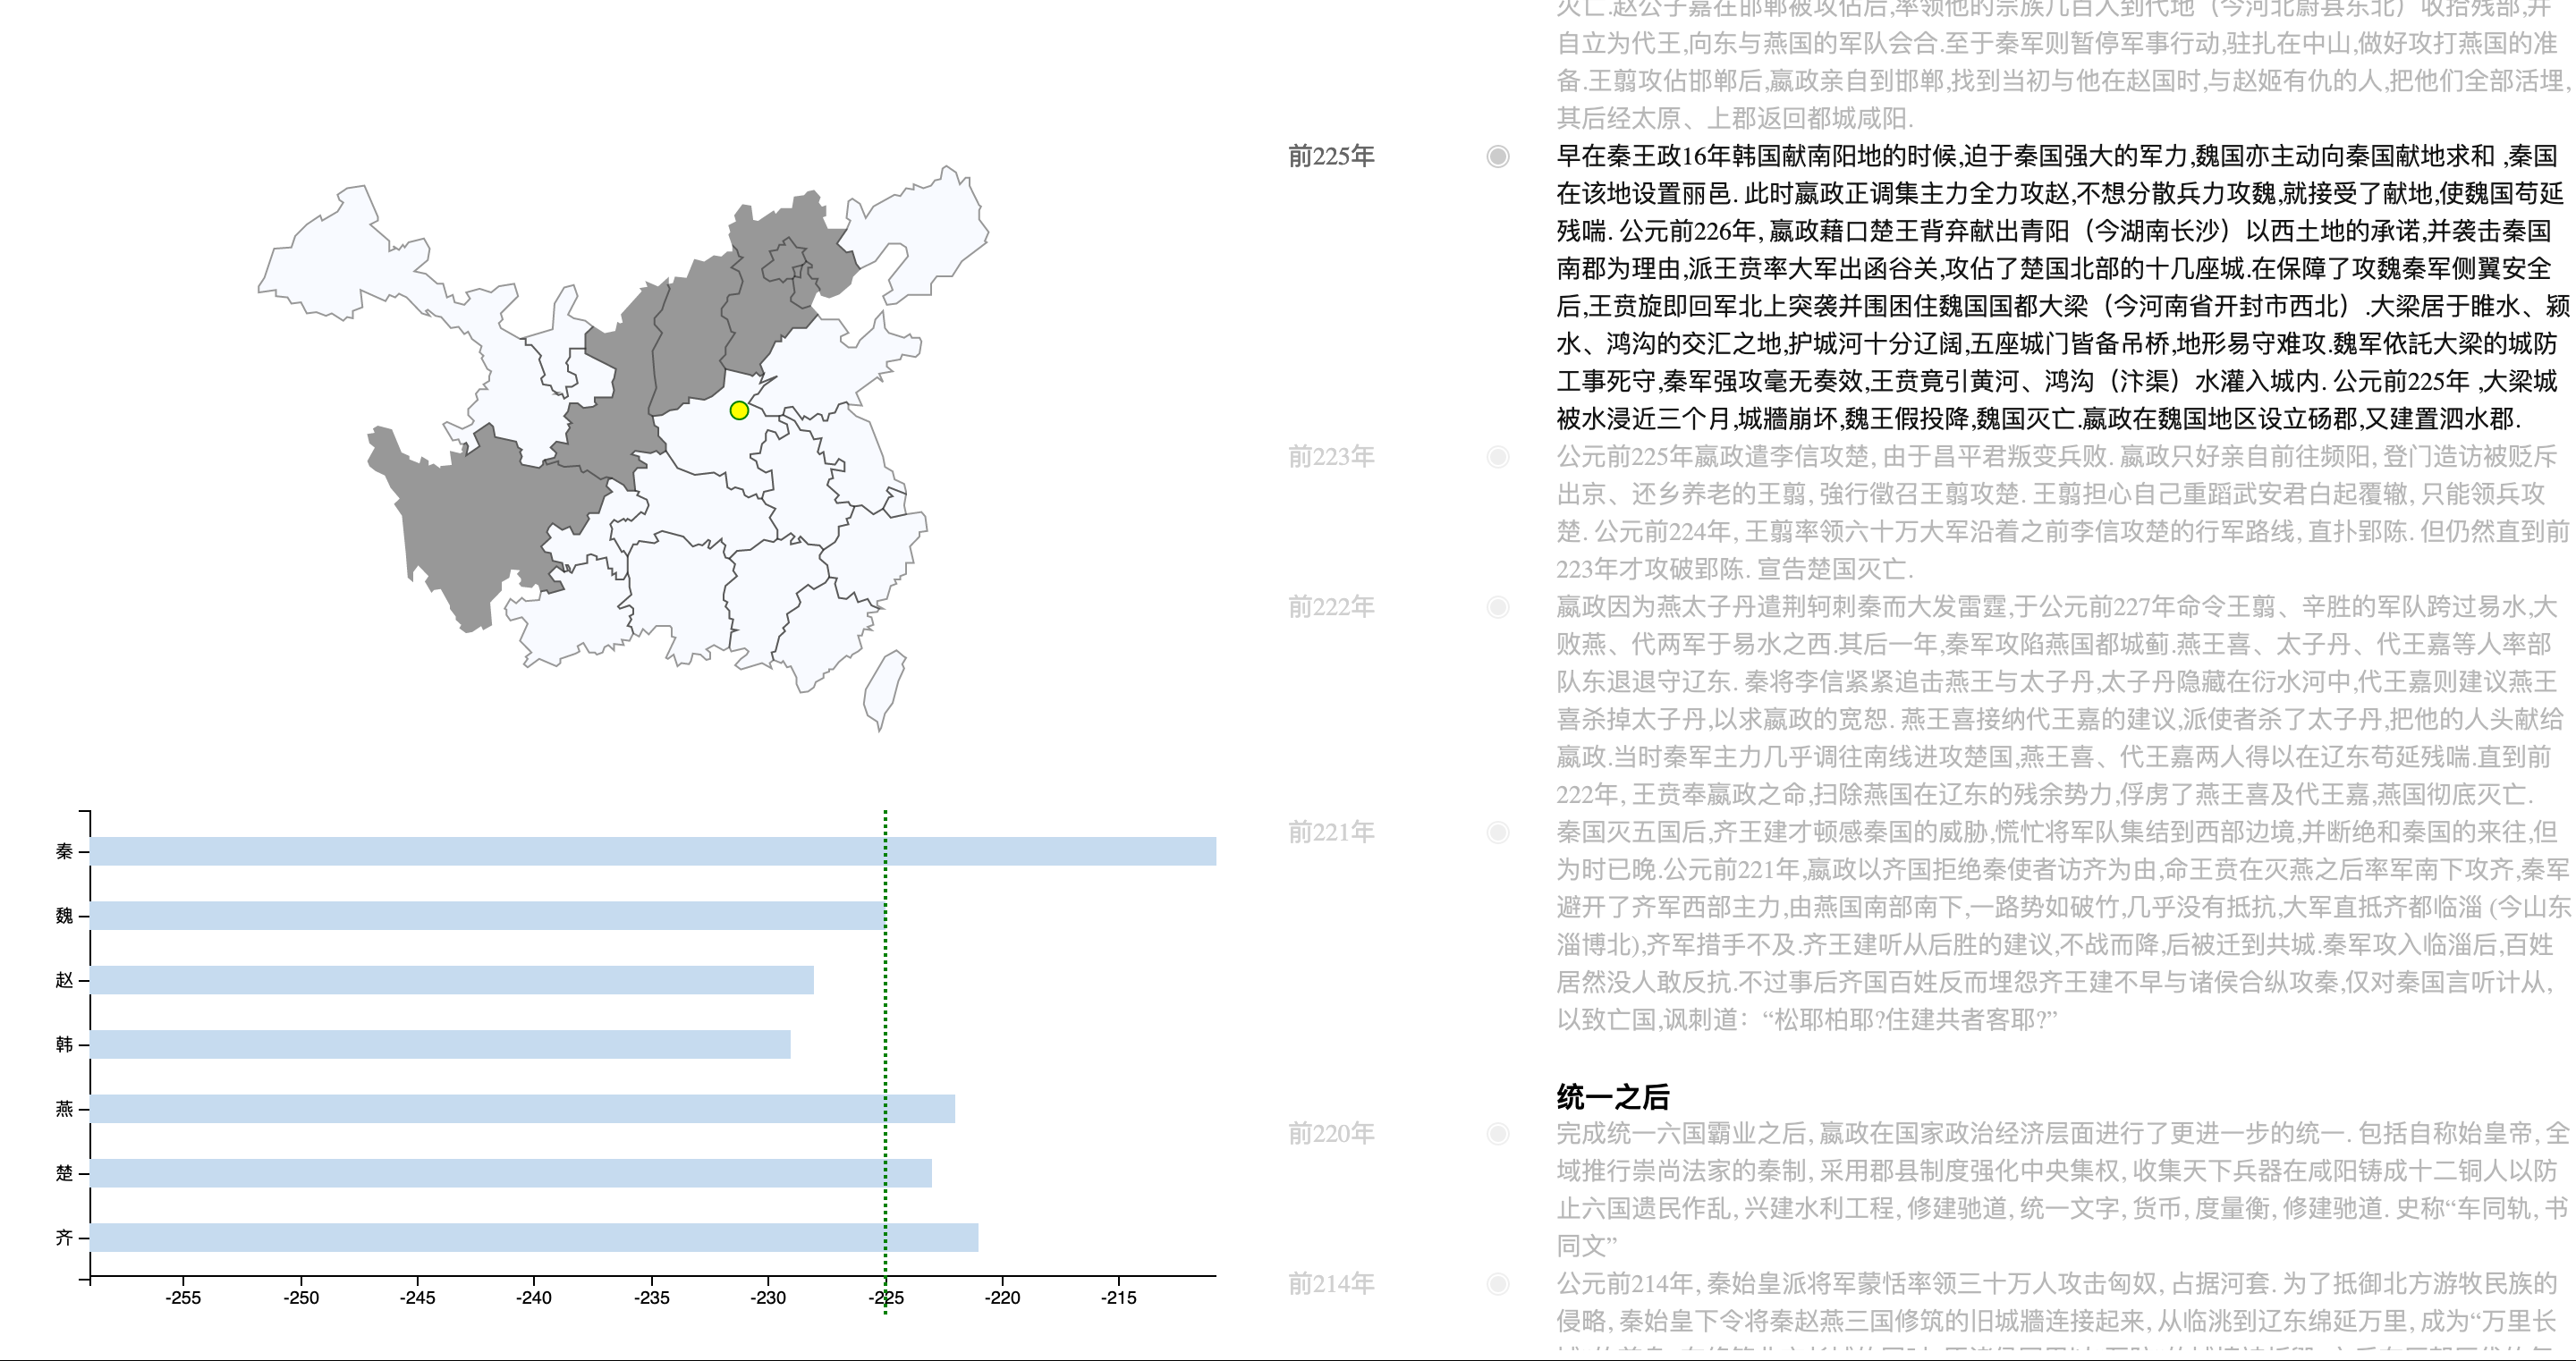 灭亡.赵公子嘉在邯郸被攻佔后,率领他的宗族几百人到代地（今河北蔚县东北）收拾残部,并
自立为代王,向东与燕国的军队会合.至于秦军则暂停军事行动,驻扎在中山,做好攻打燕国的准
备.王翦攻佔邯郸后,嬴政亲自到邯郸,找到当初与他在赵国时,与赵姬有仇的人,把他们全部活埋,
其后经太原、上郡返回都城咸阳.
前225年
早在秦王政16年韩国献南阳地的时候,迫于秦国强大的军力,魏国亦主动向秦国献地求和 ,秦国
在该地设置丽邑. 此时嬴政正调集主力全力攻赵,不想分散兵力攻魏,就接受了献地,使魏国苟延
残喘. 公元前226年, 嬴政藉口楚王背弃献出青阳（今湖南长沙）以西土地的承诺,并袭击秦国
南郡为理由,派王贲率大军出函谷关,攻佔了楚国北部的十几座城.在保障了攻魏秦军侧翼安全
后,王贲旋即回军北上突袭并围困住魏国国都大梁（今河南省开封市西北）.大梁居于睢水、颍
水、鸿沟的交汇之地,护城河十分辽阔,五座城门皆备吊桥,地形易守难攻.魏军依託大梁的城防
工事死守,秦军强攻毫无奏效,王贲竟引黄河、鸿沟（汴渠）水灌入城内. 公元前225年 ,大梁城
被水浸近三个月,城牆崩坏,魏王假投降,魏国灭亡.嬴政在魏国地区设立砀郡,又建置泗水郡.
前223年
公元前225年嬴政遣李信攻楚, 由于昌平君叛变兵败. 嬴政只好亲自前往频阳, 登门造访被贬斥
出京、还乡养老的王翦, 強行徵召王翦攻楚. 王翦担心自己重蹈武安君白起覆辙, 只能领兵攻
楚. 公元前224年, 王翦率领六十万大军沿着之前李信攻楚的行军路线, 直扑郢陈. 但仍然直到前
223年才攻破郢陈. 宣告楚国灭亡.
前222年
嬴政因为燕太子丹遣荆轲刺秦而大发雷霆,于公元前227年命令王翦、辛胜的军队跨过易水,大
败燕、代两军于易水之西.其后一年,秦军攻陷燕国都城蓟.燕王喜、太子丹、代王嘉等人率部
队东退退守辽东. 秦将李信紧紧追击燕王与太子丹,太子丹隐藏在衍水河中,代王嘉则建议燕王
喜杀掉太子丹,以求嬴政的宽恕. 燕王喜接纳代王嘉的建议,派使者杀了太子丹,把他的人头献给
嬴政.当时秦军主力几乎调往南线进攻楚国,燕王喜、代王嘉两人得以在辽东苟延残喘.直到前
222年, 王贲奉嬴政之命,扫除燕国在辽东的残余势力,俘虏了燕王喜及代王嘉,燕国彻底灭亡.
前221年
秦国灭五国后,齐王建才顿感秦国的威胁,慌忙将军队集结到西部边境,并断绝和秦国的来往,但
为时已晚.公元前221年,嬴政以齐国拒绝秦使者访齐为由,命王贲在灭燕之后率军南下攻齐,秦军
避开了齐军西部主力,由燕国南部南下,一路势如破竹,几乎没有抵抗,大军直抵齐都临淄 (今山东
淄博北),齐军措手不及.齐王建听从后胜的建议,不战而降,后被迁到共城.秦军攻入临淄后,百姓
居然没人敢反抗.不过事后齐国百姓反而埋怨齐王建不早与诸侯合纵攻秦,仅对秦国言听计从,
以致亡国,讽刺道：“松耶柏耶?住建共者客耶?”
统一之后
前220年
完成统一六国霸业之后, 嬴政在国家政治经济层面进行了更进一步的统一. 包括自称始皇帝, 全
域推行崇尚法家的秦制, 采用郡县制度强化中央集权, 收集天下兵器在咸阳铸成十二铜人以防
止六国遗民作乱, 兴建水利工程, 修建驰道, 统一文字, 货币, 度量衡, 修建驰道. 史称“车同轨, 书
同文”
前214年
公元前214年, 秦始皇派将军蒙恬率领三十万人攻击匈奴, 占据河套. 为了抵御北方游牧民族的
侵略, 秦始皇下令将秦赵燕三国修筑的旧城牆连接起来, 从临洮到辽东绵延万里, 成为“万里长
秦
魏
赵
韩
燕
楚
齐
-255 -250 -245 -240 -235 -230 -225 -220 -215